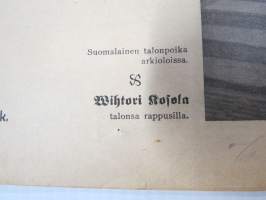 Suomalainen talonpoika
arkioloissa.
Wihtori Kosola
talonsa rappusilla.
k.